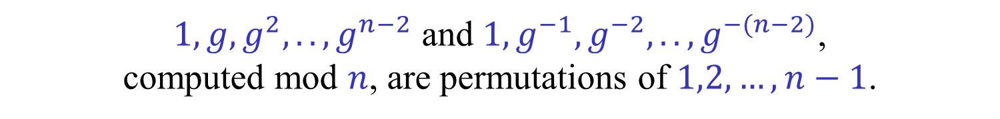 1, g, g², . . , gⁿ⁻² and 1, g⁻¹, g⁻², . . , g⁻⁽ⁿ⁻²⁾,
computed mod n, are permutations of 1,2, … , n − 1.